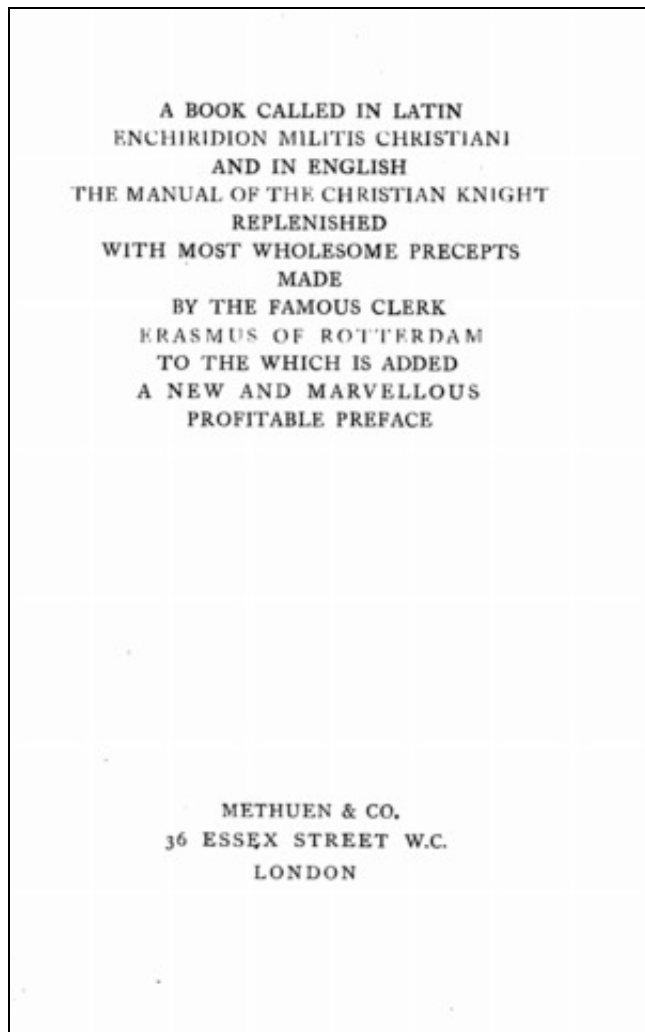 A BOOK CALLED IN LATIN
ENCHIRIDION MILITIS CHRISTIANI
AND IN ENGLISH
THE MANUAL OF THE CHRISTIAN KNIGHT
REPLENISHED
WITH MOST WHOLESOME PRECEPTS
MADE
BY THE FAMOUS CLERK
ERASMUS OF ROTTERDAM
TO THE WHICH IS ADDED
A NEW AND MARVELLOUS
PROFITABLE PREFACE
METHUEN & CO.
36 ESSEX STREET W.C.
LONDON